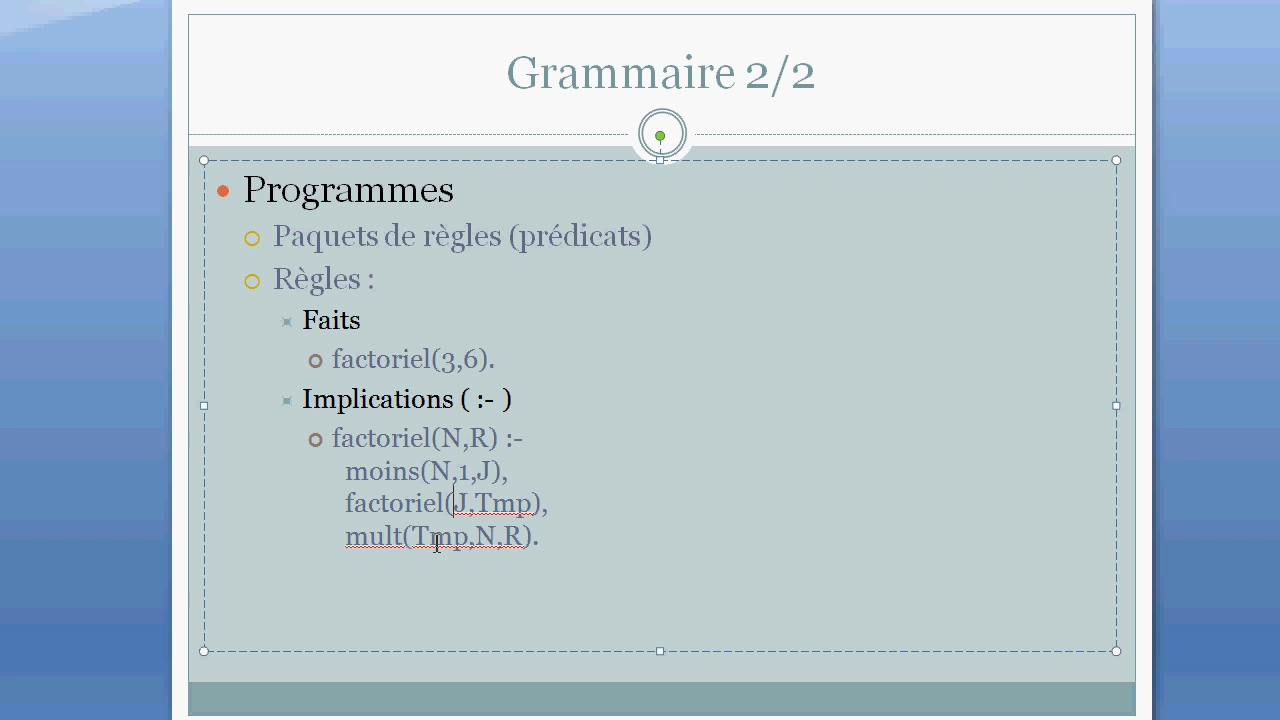 Grammaire 2/2
Programmes
Paquets de règles (prédicats)
Règles :
Faits
factoriel(3,6).
Implications ( :- )
factoriel(N,R) :-
moins(N,1,J),
factoriel(J,Tmp),
mult(Tmp,N,R).